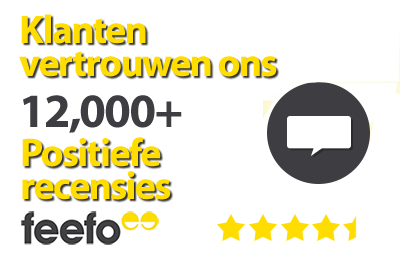 Klanten
vertrouwen ons
12,000+
Positiefe
recensies
feefo